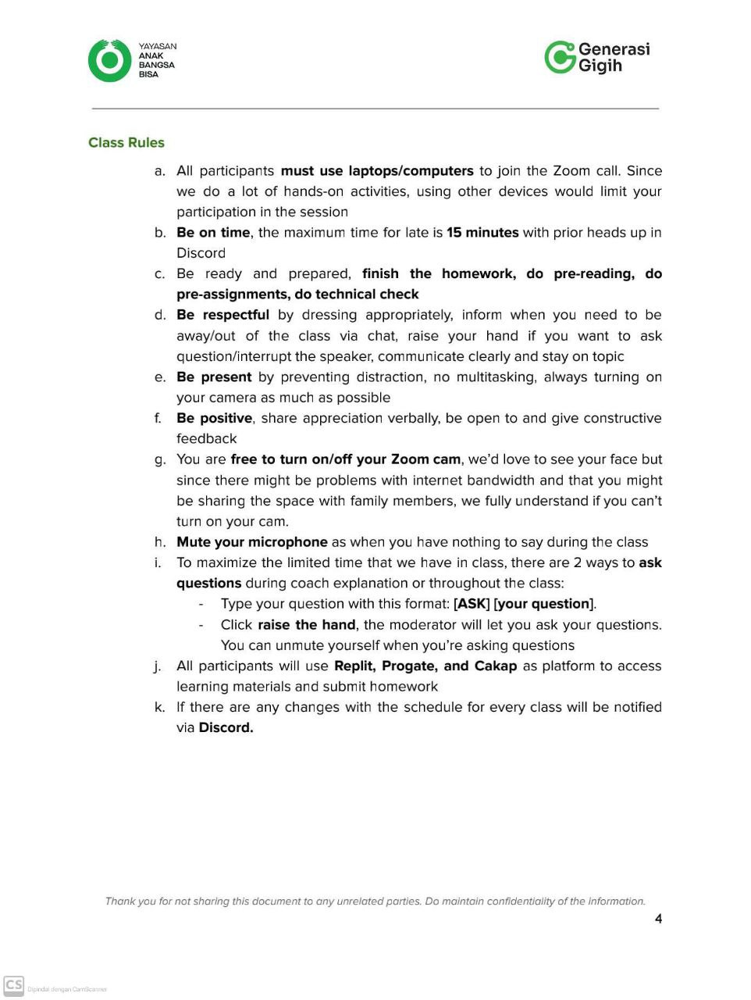 YAYASAN
ANAK
BANGSA
BISA
Generasi
Gigih
Class Rules
a. All participants must use laptops/computers to join the Zoom call. Since
we do a lot of hands-on activities, using other devices would limit your
participation in the session
b. Be on time, the maximum time for late is 15 minutes with prior heads up in
Discord
c. Be ready and prepared, finish the homework, do pre-reading, do
pre-assignments, do technical check
d. Be respectful by dressing appropriately, inform when you need to be
away/out of the class via chat, raise your hand if you want to ask
question/interrupt the speaker, communicate clearly and stay on topic
e. Be present by preventing distraction, no multitasking, always turning on
your camera as much as possible
f. Be positive, share appreciation verbally, be open to and give constructive
feedback
g. You are free to turn on/off your Zoom cam, we’d love to see your face but
since there might be problems with internet bandwidth and that you might
be sharing the space with family members, we fully understand if you can’t
turn on your cam.
h. Mute your microphone as when you have nothing to say during the class
i. To maximize the limited time that we have in class, there are 2 ways to ask
questions during coach explanation or throughout the class:
- Type your question with this format: [ASK] [your question].
- Click raise the hand, the moderator will let you ask your questions.
You can unmute yourself when you’re asking questions
j. All participants will use Replit, Progate, and Cakap as platform to access
learning materials and submit homework
k. If there are any changes with the schedule for every class will be notified
via Discord.
Thank you for not sharing this document to any unrelated parties. Do maintain confidentiality of the information.
4
CS Dipindai dengan CamScanner